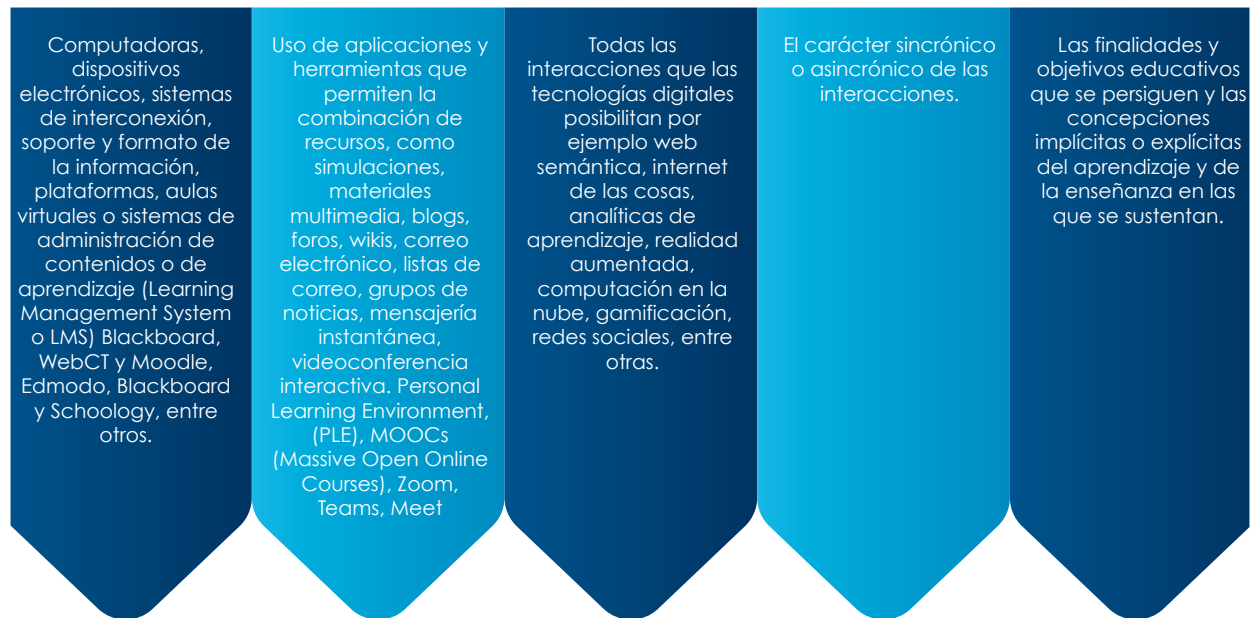 Computadoras,
dispositivos
electrónicos, sistemas
de interconexión,
soporte y formato de
la información,
plataformas, aulas
virtuales o sistemas de
administración de
contenidos o de
aprendizaje (Learning
Management System
o LMS) Blackboard,
WebCT y Moodle,
Edmodo, Blackboard
y Schoology, entre
otros.
Uso de aplicaciones y
herramientas que
permiten la
combinación de
recursos, como
simulaciones,
materiales
multimedia, blogs,
foros, wikis, correo
electrónico, listas de
correo, grupos de
noticias, mensajería
instantánea,
videoconferencia
interactiva. Personal
Learning Environment,
(PLE), MOOCs
(Massive Open Online
Courses), Zoom,
Teams, Meet
Todas las
interacciones que las
tecnologías digitales
posibilitan por
ejemplo web
semántica, internet
de las cosas,
analíticas de
aprendizaje, realidad
aumentada,
computación en la
nube, gamificación,
redes sociales, entre
otras.
El carácter sincrónico
o asincrónico de las
interacciones.
Las finalidades y
objetivos educativos
que se persiguen y las
concepciones
implícitas o explícitas
del aprendizaje y de
la enseñanza en las
que se sustentan.